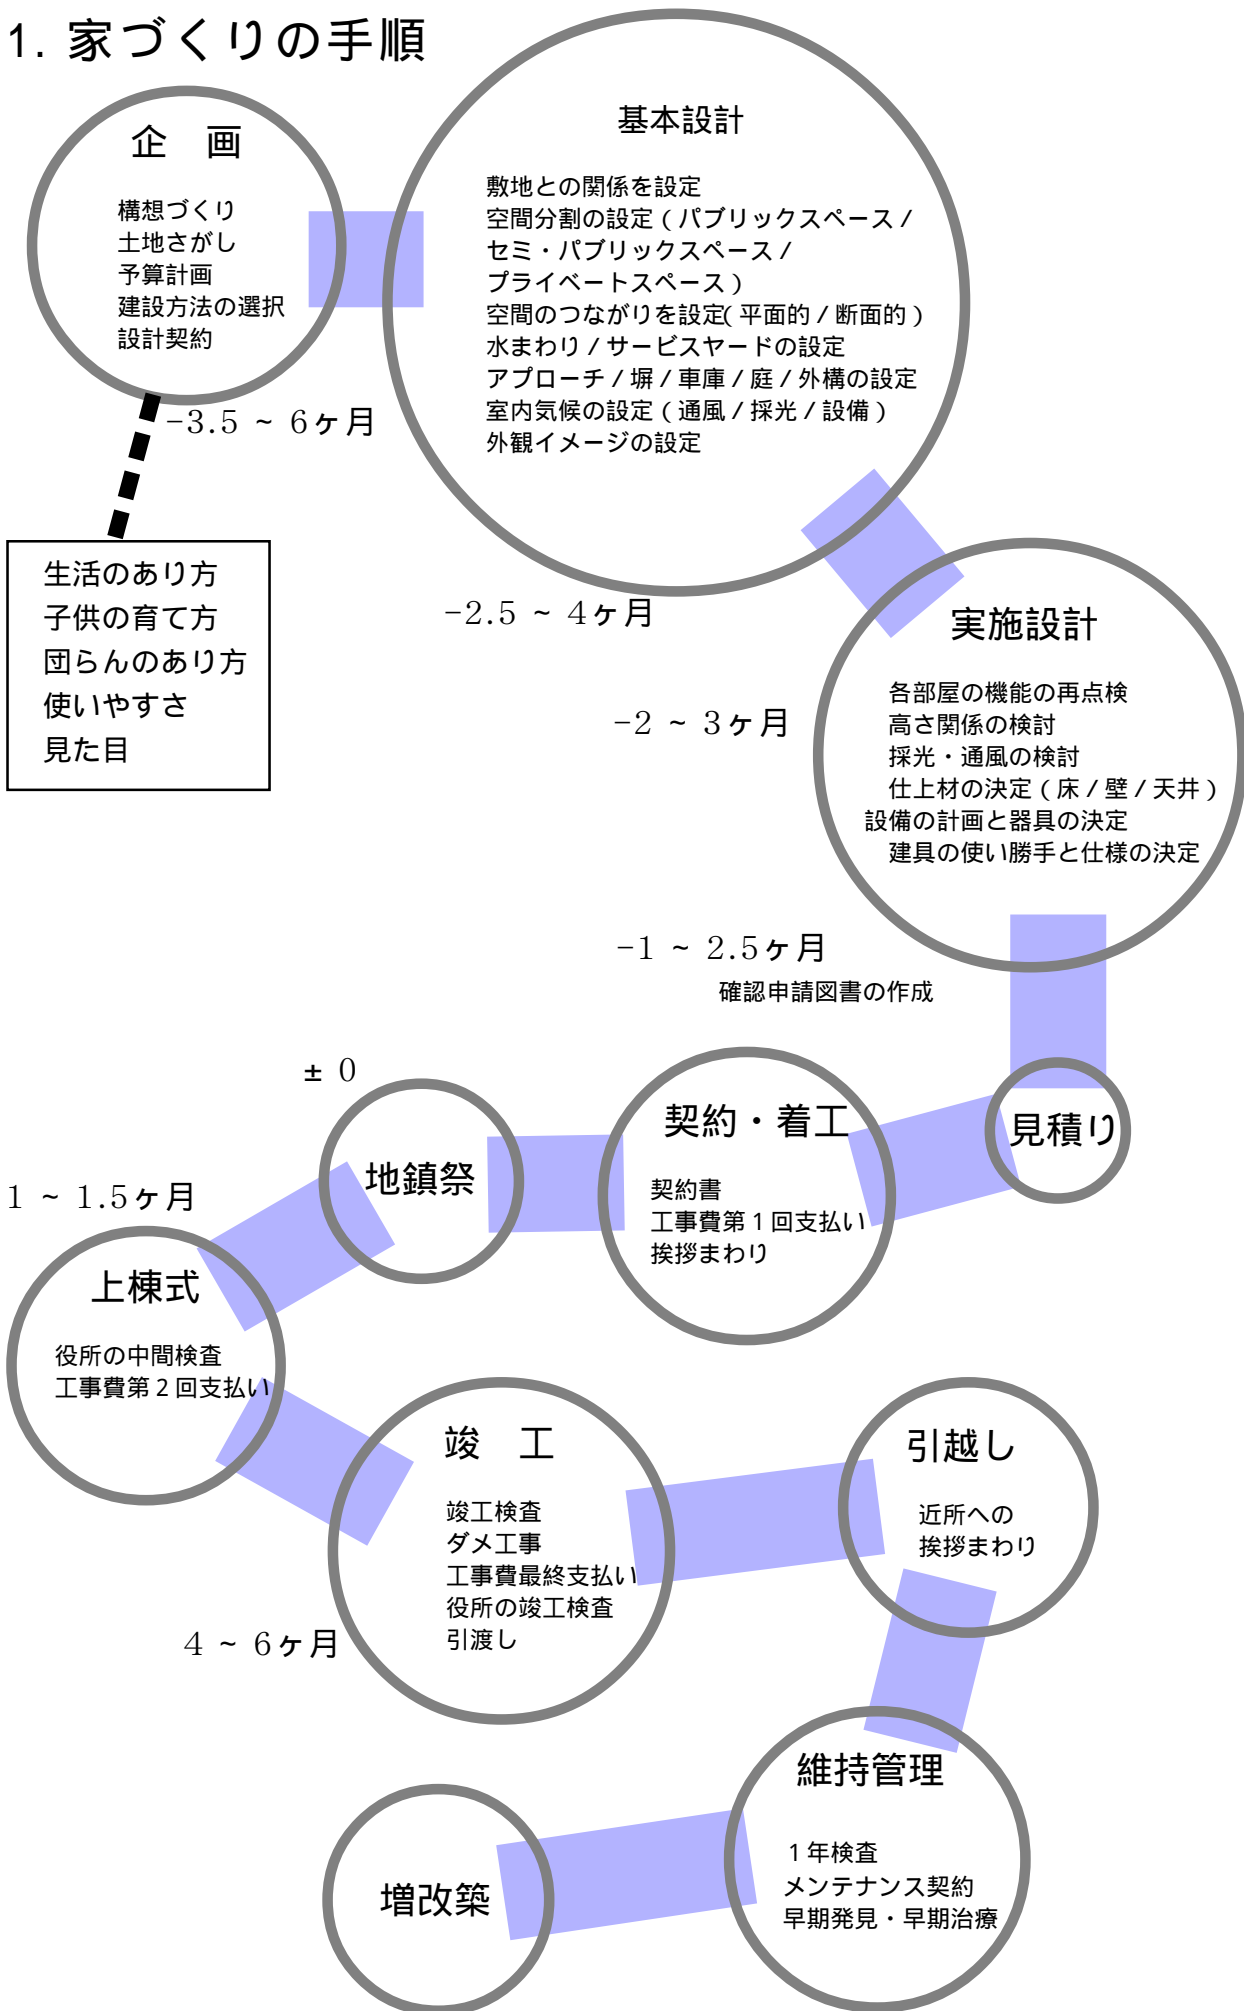 1. 家づくりの手順
企　画
構想づくり
土地さがし
予算計画
建設方法の選択
設計契約
-3.5 ~ 6ヶ月
生活のあり方
子供の育て方
団らんのあり方
使いやすさ
見た目
基本設計
敷地との関係を設定
空間分割の設定（パブリックスペース／
セミ・パブリックスペース／
プライベートスペース）
空間のつながりを設定（平面的／断面的）
水まわり／サービスヤードの設定
アプローチ／塀／車庫／庭／外構の設定
室内気候の設定（通風／採光／設備）
外観イメージの設定
-2.5 ~ 4ヶ月
実施設計
各部屋の機能の再点検
高さ関係の検討
採光・通風の検討
仕上材の決定（床／壁／天井）
設備の計画と器具の決定
建具の使い勝手と仕様の決定
-2 ~ 3ヶ月
-1 ~ 2.5ヶ月
確認申請図書の作成
見積り
契約・着工
契約書
工事費第１回支払い
挨拶まわり
± 0
地鎮祭
1 ~ 1.5ヶ月
上棟式
役所の中間検査
工事費第２回支払い
竣　工
竣工検査
ダメ工事
工事費最終支払い
役所の竣工検査
引渡し
4 ~ 6ヶ月
引越し
近所への
挨拶まわり
維持管理
１年検査
メンテナンス契約
早期発見・早期治療
増改築